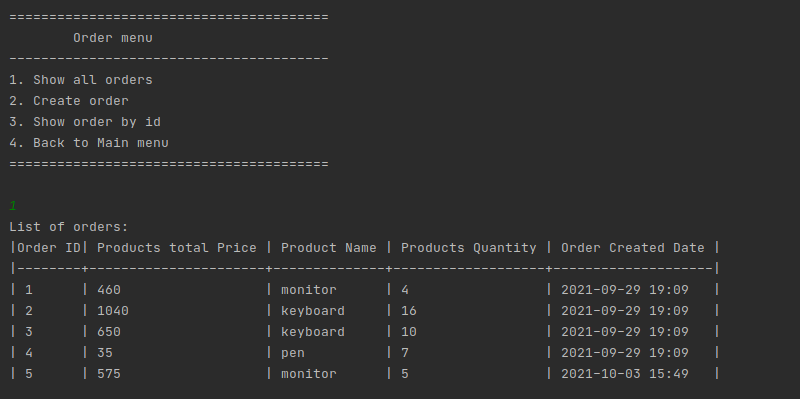 ========================================
        Order menu
----------------------------------------
1. Show all orders
2. Create order
3. Show order by id
4. Back to Main menu
========================================
1
List of orders:
|Order ID| Products total Price | Product Name | Products Quantity | Order Created Date |
|--------+----------------------+--------------+-------------------+--------------------|
| 1      | 460                  | monitor      | 4                 | 2021-09-29 19:09   |
| 2      | 1040                 | keyboard     | 16                | 2021-09-29 19:09   |
| 3      | 650                  | keyboard     | 10                | 2021-09-29 19:09   |
| 4      | 35                   | pen          | 7                 | 2021-09-29 19:09   |
| 5      | 575                  | monitor      | 5                 | 2021-10-03 15:49   |